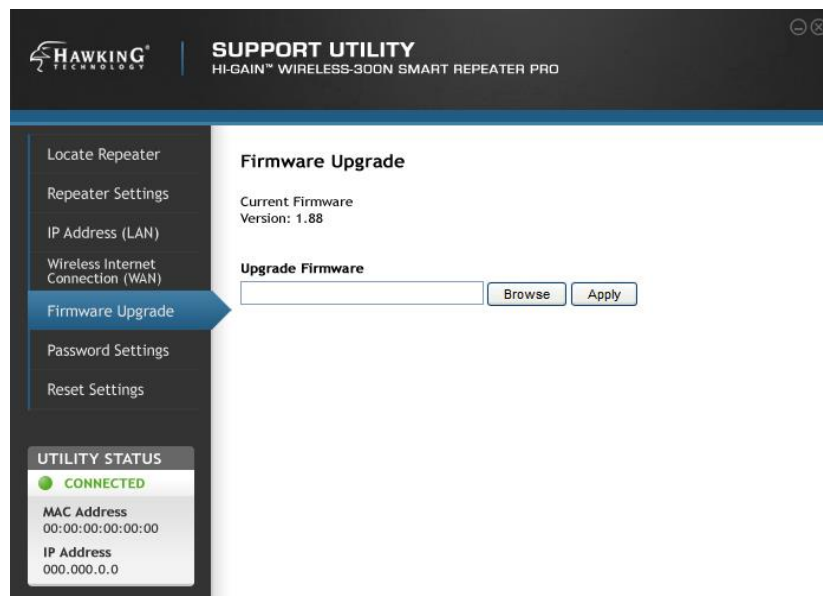 HAWKING®
TECHNOLOGY
SUPPORT UTILITY
HI-GAIN™ WIRELESS-300N SMART REPEATER PRO
Locate Repeater
Repeater Settings
IP Address (LAN)
Wireless Internet
Connection (WAN)
Firmware Upgrade
Password Settings
Reset Settings
UTILITY STATUS
CONNECTED
MAC Address
00:00:00:00:00:00
IP Address
000.000.0.0
Firmware Upgrade
Current Firmware
Version: 1.88
Upgrade Firmware
Browse Apply